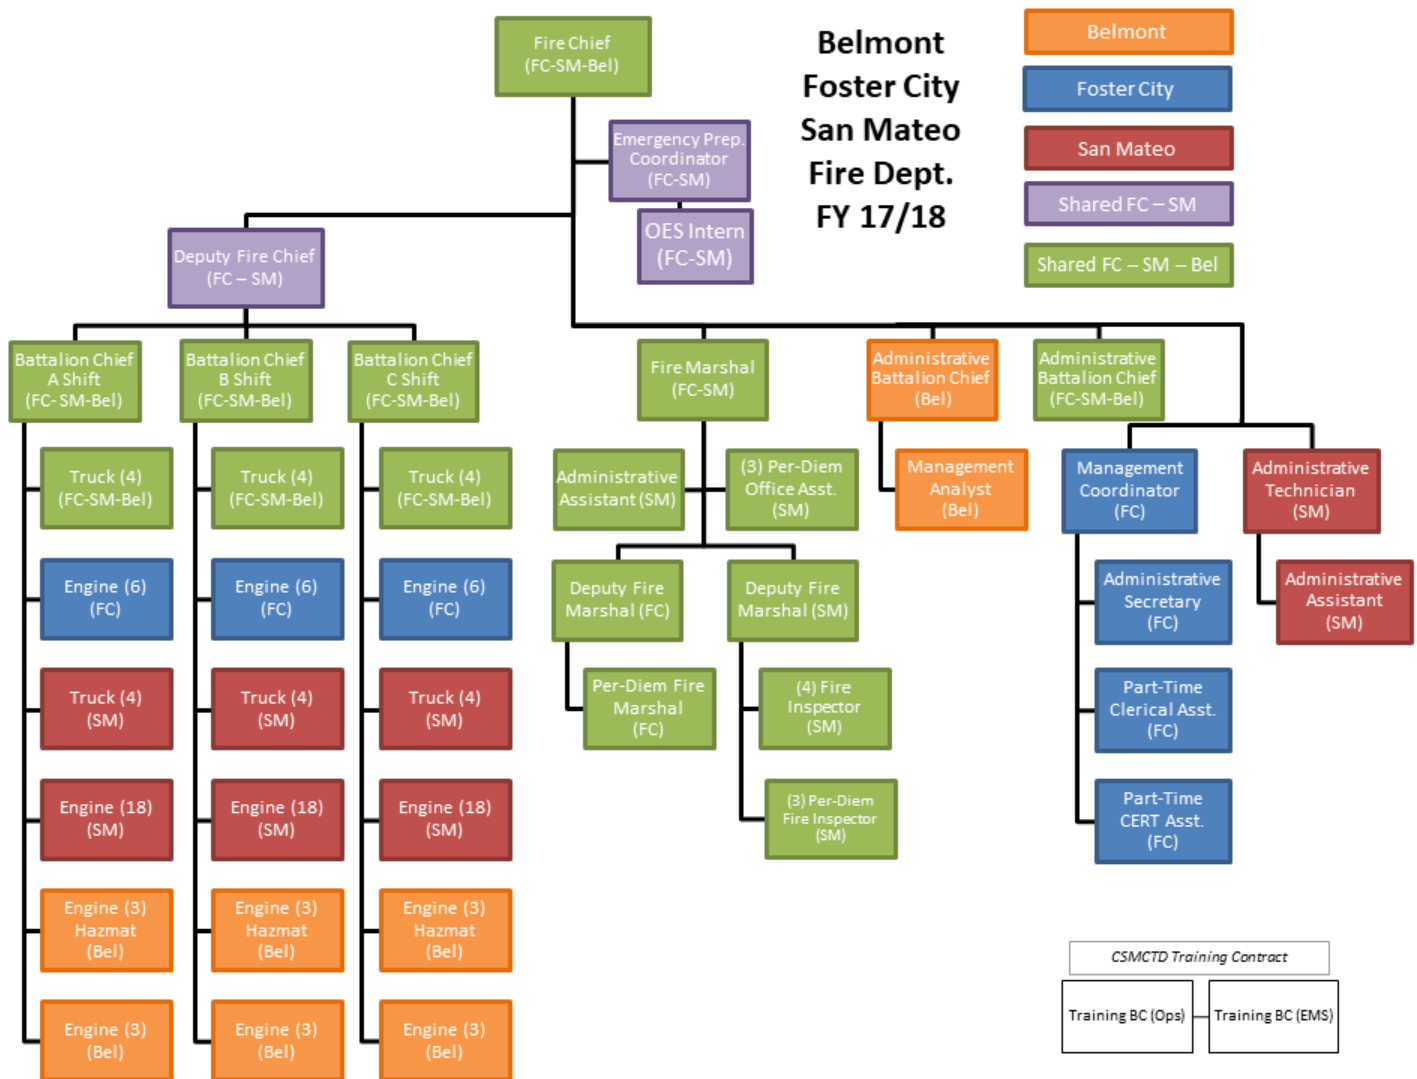 Fire Chief
(FC-SM-Bel)
Belmont
Foster City
San Mateo
Fire Dept.
FY 17/18
Belmont
Foster City
San Mateo
Shared FC – SM
Shared FC – SM – Bel
Emergency Prep.
Coordinator
(FC-SM)
OES Intern
(FC-SM)
Deputy Fire Chief
(FC – SM)
Battalion Chief
A Shift
(FC- SM-Bel)
Battalion Chief
B Shift
(FC-SM-Bel)
Battalion Chief
C Shift
(FC-SM-Bel)
Fire Marshal
(FC-SM)
Administrative
Battalion Chief
(Bel)
Administrative
Battalion Chief
(FC-SM-Bel)
Truck (4)
(FC-SM-Bel)
Truck (4)
(FC-SM-Bel)
Truck (4)
(FC-SM-Bel)
Administrative
Assistant (SM)
(3) Per-Diem
Office Asst.
(SM)
Management
Analyst
(Bel)
Management
Coordinator
(FC)
Administrative
Technician
(SM)
Engine (6)
(FC)
Engine (6)
(FC)
Engine (6)
(FC)
Deputy Fire
Marshal (FC)
Deputy Fire
Marshal (SM)
Administrative
Secretary
(FC)
Administrative
Assistant
(SM)
Truck (4)
(SM)
Truck (4)
(SM)
Truck (4)
(SM)
Per-Diem Fire
Marshal
(FC)
(4) Fire
Inspector
(SM)
Part-Time
Clerical Asst.
(FC)
Engine (18)
(SM)
Engine (18)
(SM)
Engine (18)
(SM)
(3) Per-Diem
Fire Inspector
(SM)
Part-Time
CERT Asst.
(FC)
Engine (3)
Hazmat
(Bel)
Engine (3)
Hazmat
(Bel)
Engine (3)
Hazmat
(Bel)
CSMCTD Training Contract
Training BC (Ops)
Training BC (EMS)
Engine (3)
(Bel)
Engine (3)
(Bel)
Engine (3)
(Bel)